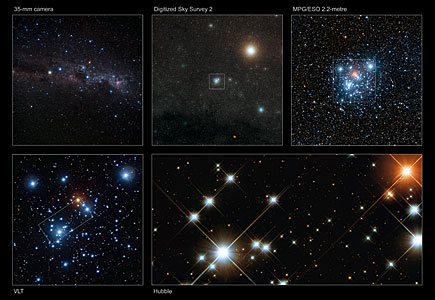 35-mm camera
Digitized Sky Survey 2
MPG/ESO 2.2-metre
VLT
Hubble